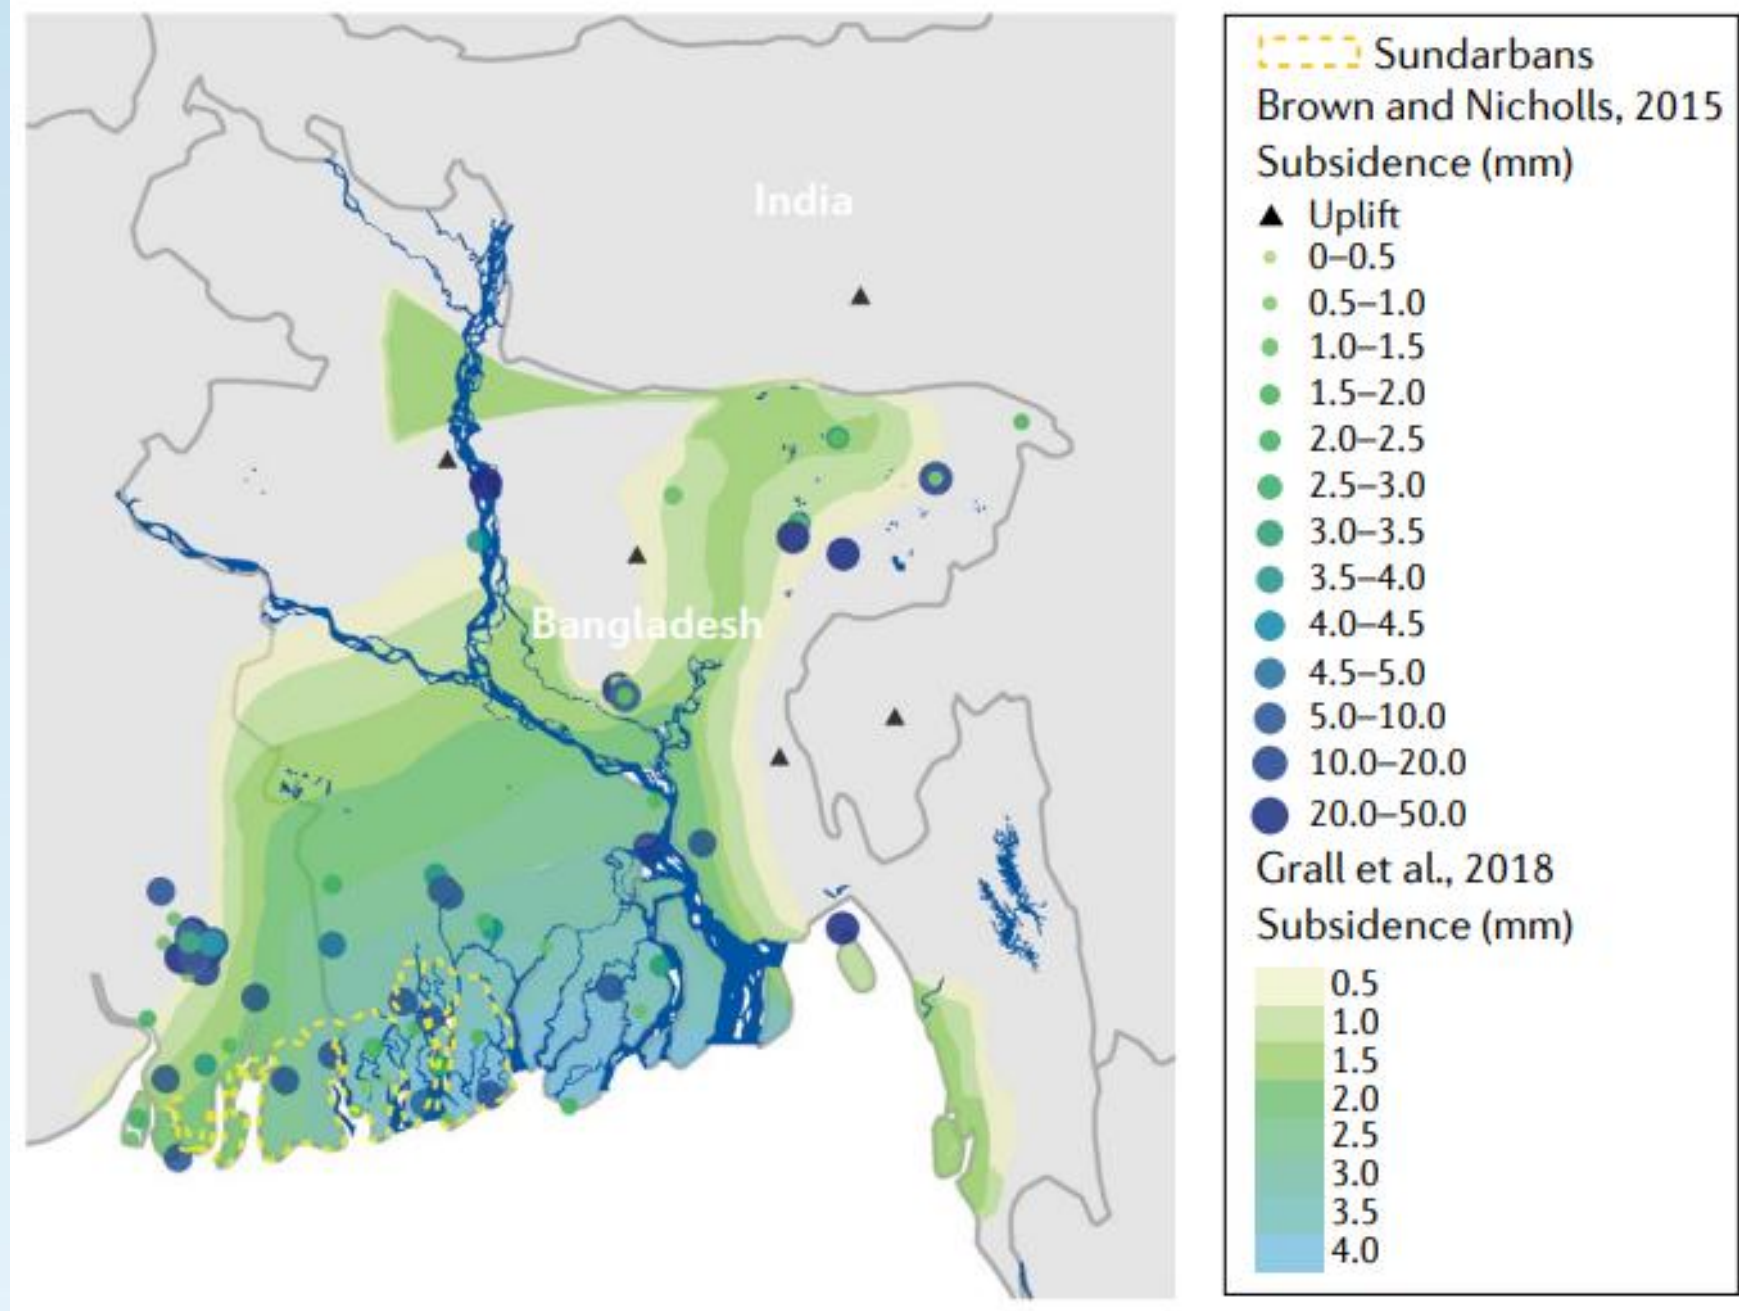 India
Bangladesh
Sundarbans
Brown and Nicholls, 2015
Subsidence (mm)
Uplift
0–0.5
0.5–1.0
1.0–1.5
1.5–2.0
2.0–2.5
2.5–3.0
3.0–3.5
3.5–4.0
4.0–4.5
4.5–5.0
5.0–10.0
10.0–20.0
20.0–50.0
Grall et al., 2018
Subsidence (mm)
0.5
1.0
1.5
2.0
2.5
3.0
3.5
4.0